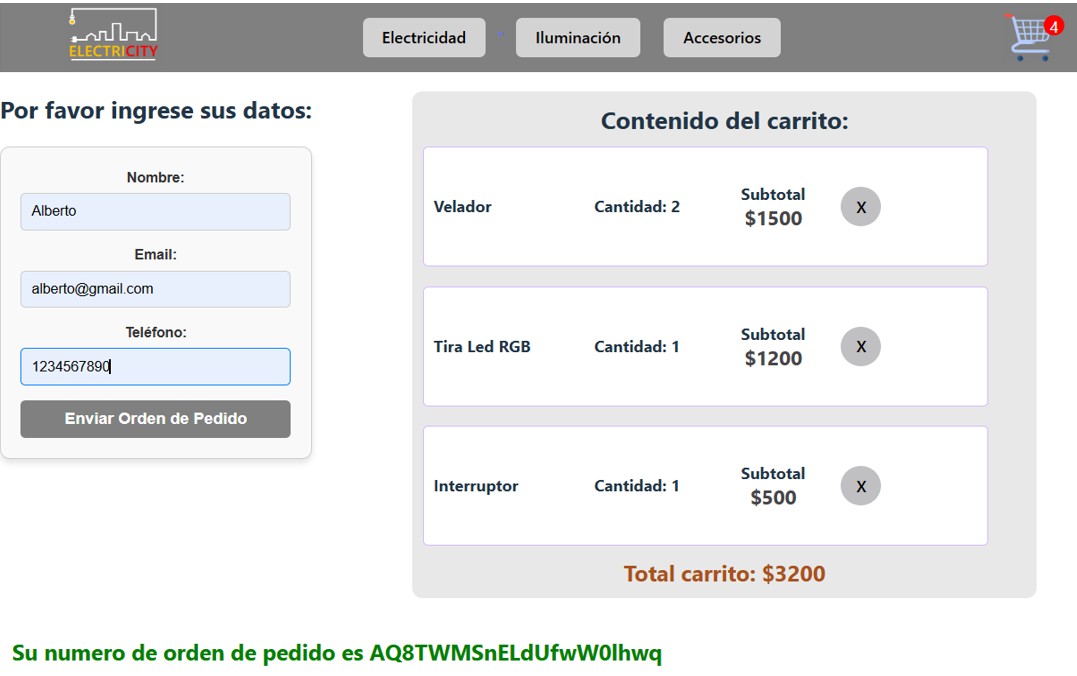 ELECTRICITY
Electricidad
Iluminación
Accesorios
4
Por favor ingrese sus datos:
Nombre:
Alberto
Email:
alberto@gmail.com
Teléfono:
1234567890
Enviar Orden de Pedido
Contenido del carrito:
Velador
Cantidad: 2
Subtotal
$1500
X
Tira Led RGB
Cantidad: 1
Subtotal
$1200
X
Interruptor
Cantidad: 1
Subtotal
$500
X
Total carrito: $3200
Su numero de orden de pedido es AQ8TWMSnELdUfwW0lhwq